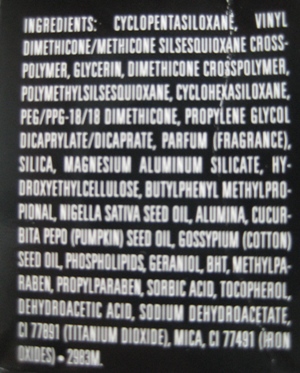 INGREDIENTS: CYCLOPENTASILOXANE, VINYL
DIMETHICONE/METHICONE SILSESQUIOXANE CROSS-
POLYMER, GLYCERIN, DIMETHICONE CROSSPOLYMER,
POLYMETHYLSILSESQUIOXANE, CYCLOHEXASILOXANE,
PEG/PPG-18/18 DIMETHICONE, PROPYLENE GLYCOL
DICAPRYLATE/DICAPRATE, PARFUM (FRAGRANCE),
SILICA, MAGNESIUM ALUMINUM SILICATE, HY-
DROXYETHYLCELLULOSE, BUTYLPHENYL METHYLPRO-
PIONAL, NIGELLA SATIVA SEED OIL, ALUMINA, CUCUR-
BITA PEPO (PUMPKIN) SEED OIL, GOSSYPIUM (COTTON)
SEED OIL, PHOSPHOLIPIDS, GERANIOL, BHT, METHYLPA-
RABEN, PROPYLPARABEN, SORBIC ACID, TOCOPHEROL,
DEHYDROACETIC ACID, SODIUM DEHYDROACETATE,
CI 77891 (TITANIUM DIOXIDE), MICA, CI 77491 (IRON
OXIDES) • 2983M.